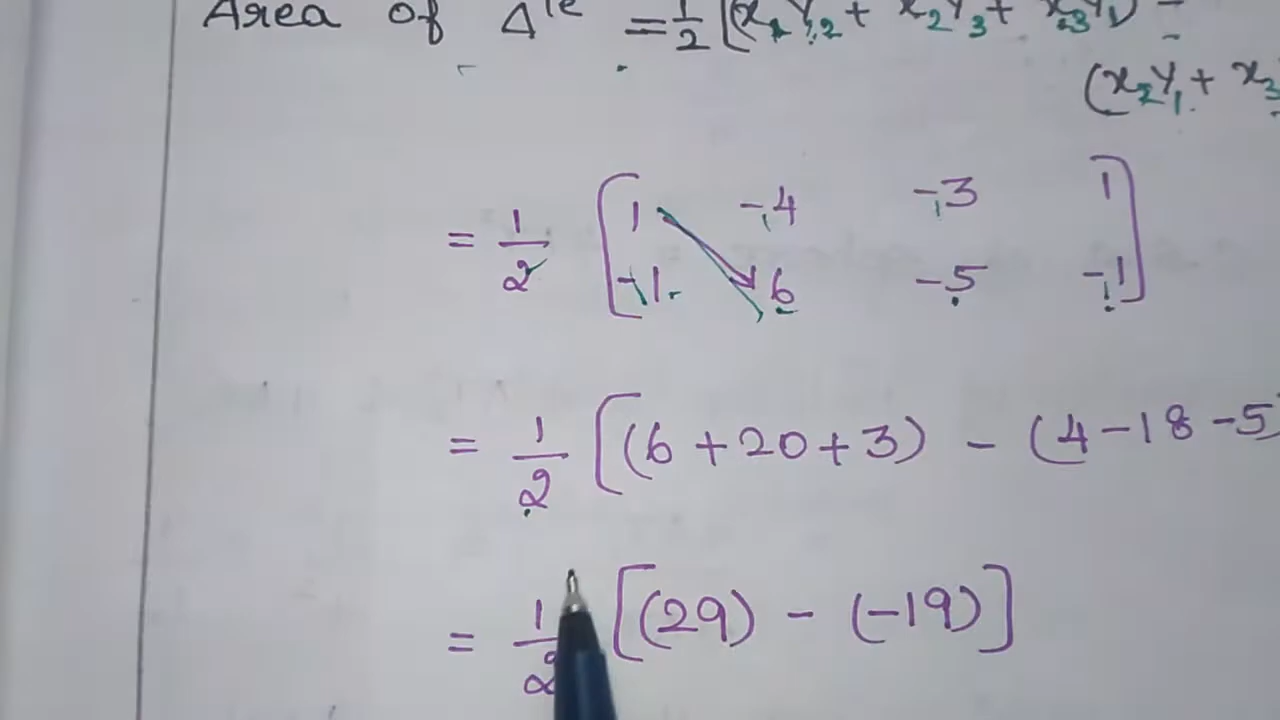 Area of Δle = 1/2 [(x1y2 + x2y3 + x3y1) -
(x2y1 + x3
= 1/2 [ 1 -4 -3 1
-1 6 -5 -1 ]
= 1/2 [(6 + 20 + 3) - (4 - 18 - 5)
= 1/2 [(29) - (-19)]